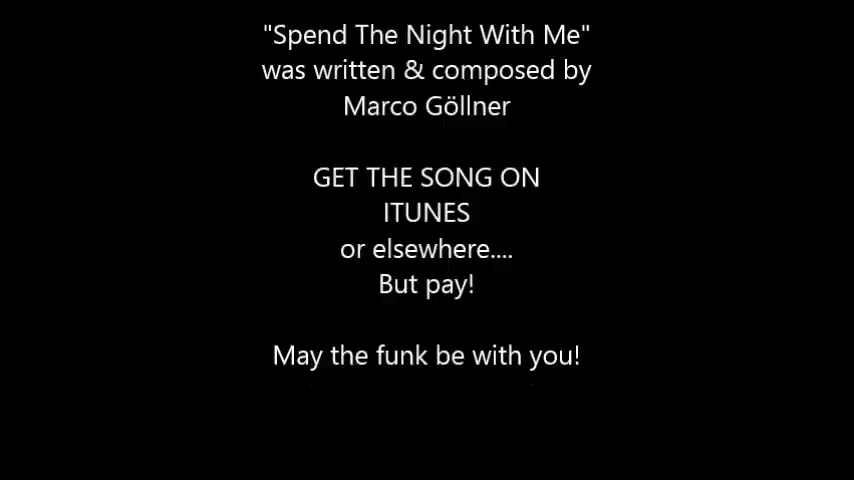 "Spend The Night With Me"
was written & composed by
Marco Göllner
GET THE SONG ON
ITUNES
or elsewhere....
But pay!
May the funk be with you!